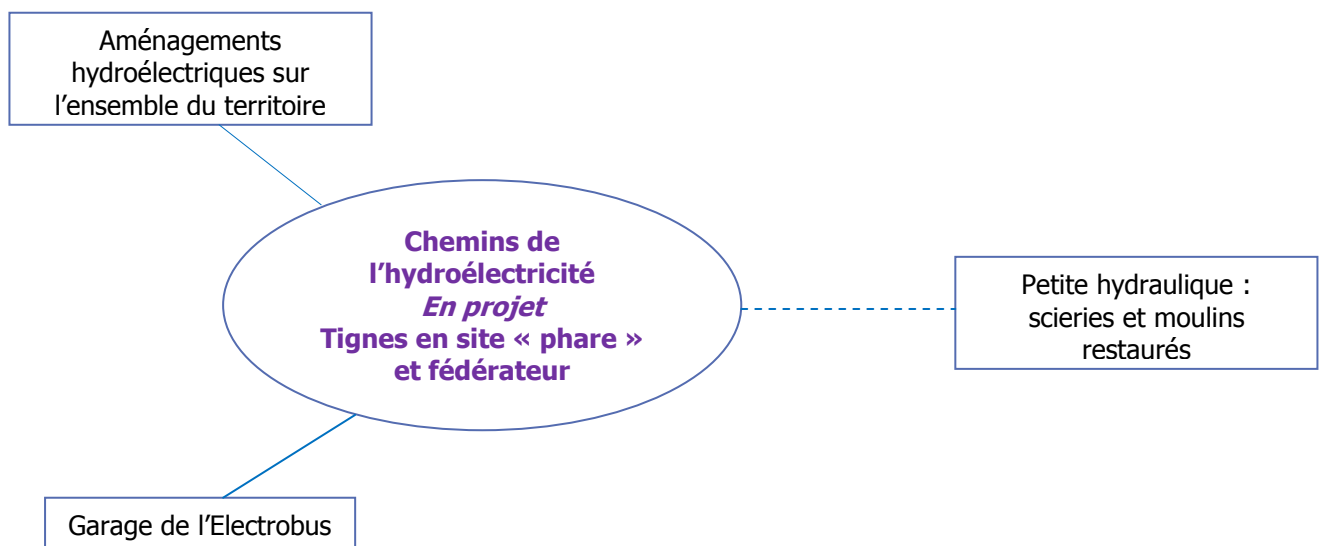 Aménagements
hydroélectriques sur
l’ensemble du territoire
Chemins de
l’hydroélectricité
En projet
Tignes en site « phare »
et fédérateur
Petite hydraulique :
scieries et moulins
restaurés
Garage de l’Electrobus